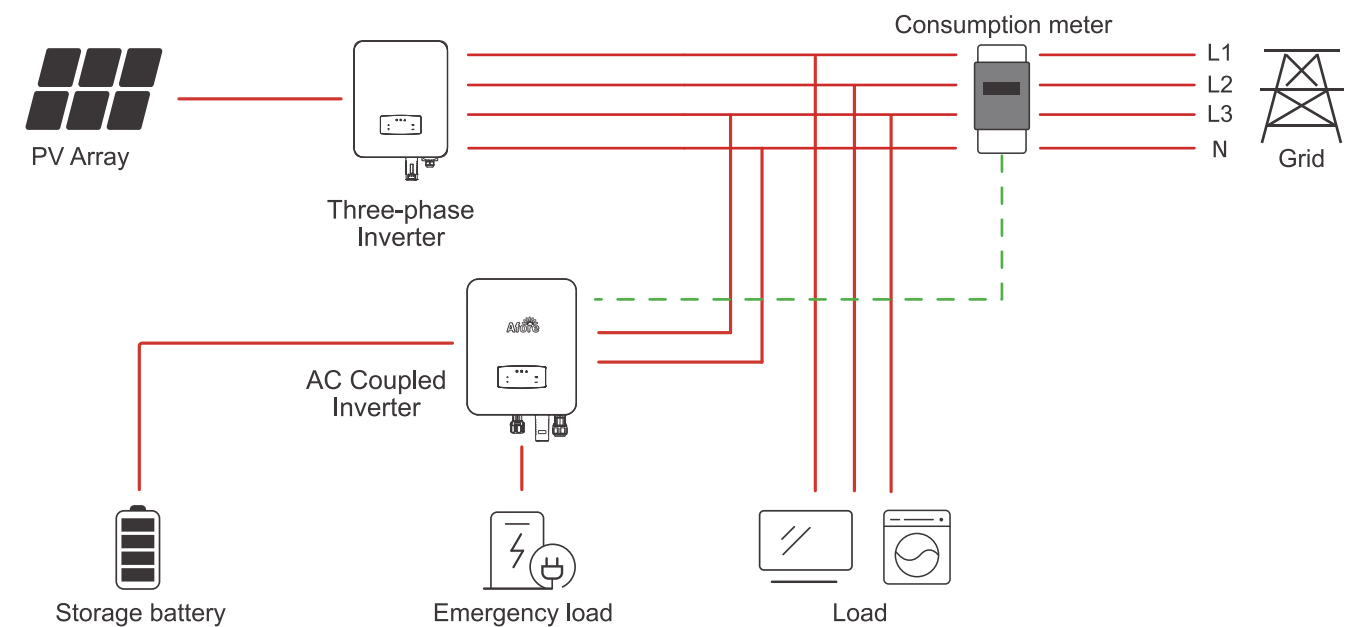 Consumption meter
L1
L2
L3
N
PV Array
Grid
Three-phase
Inverter
Afore
AC Coupled
Inverter
Storage battery
Emergency load
Load